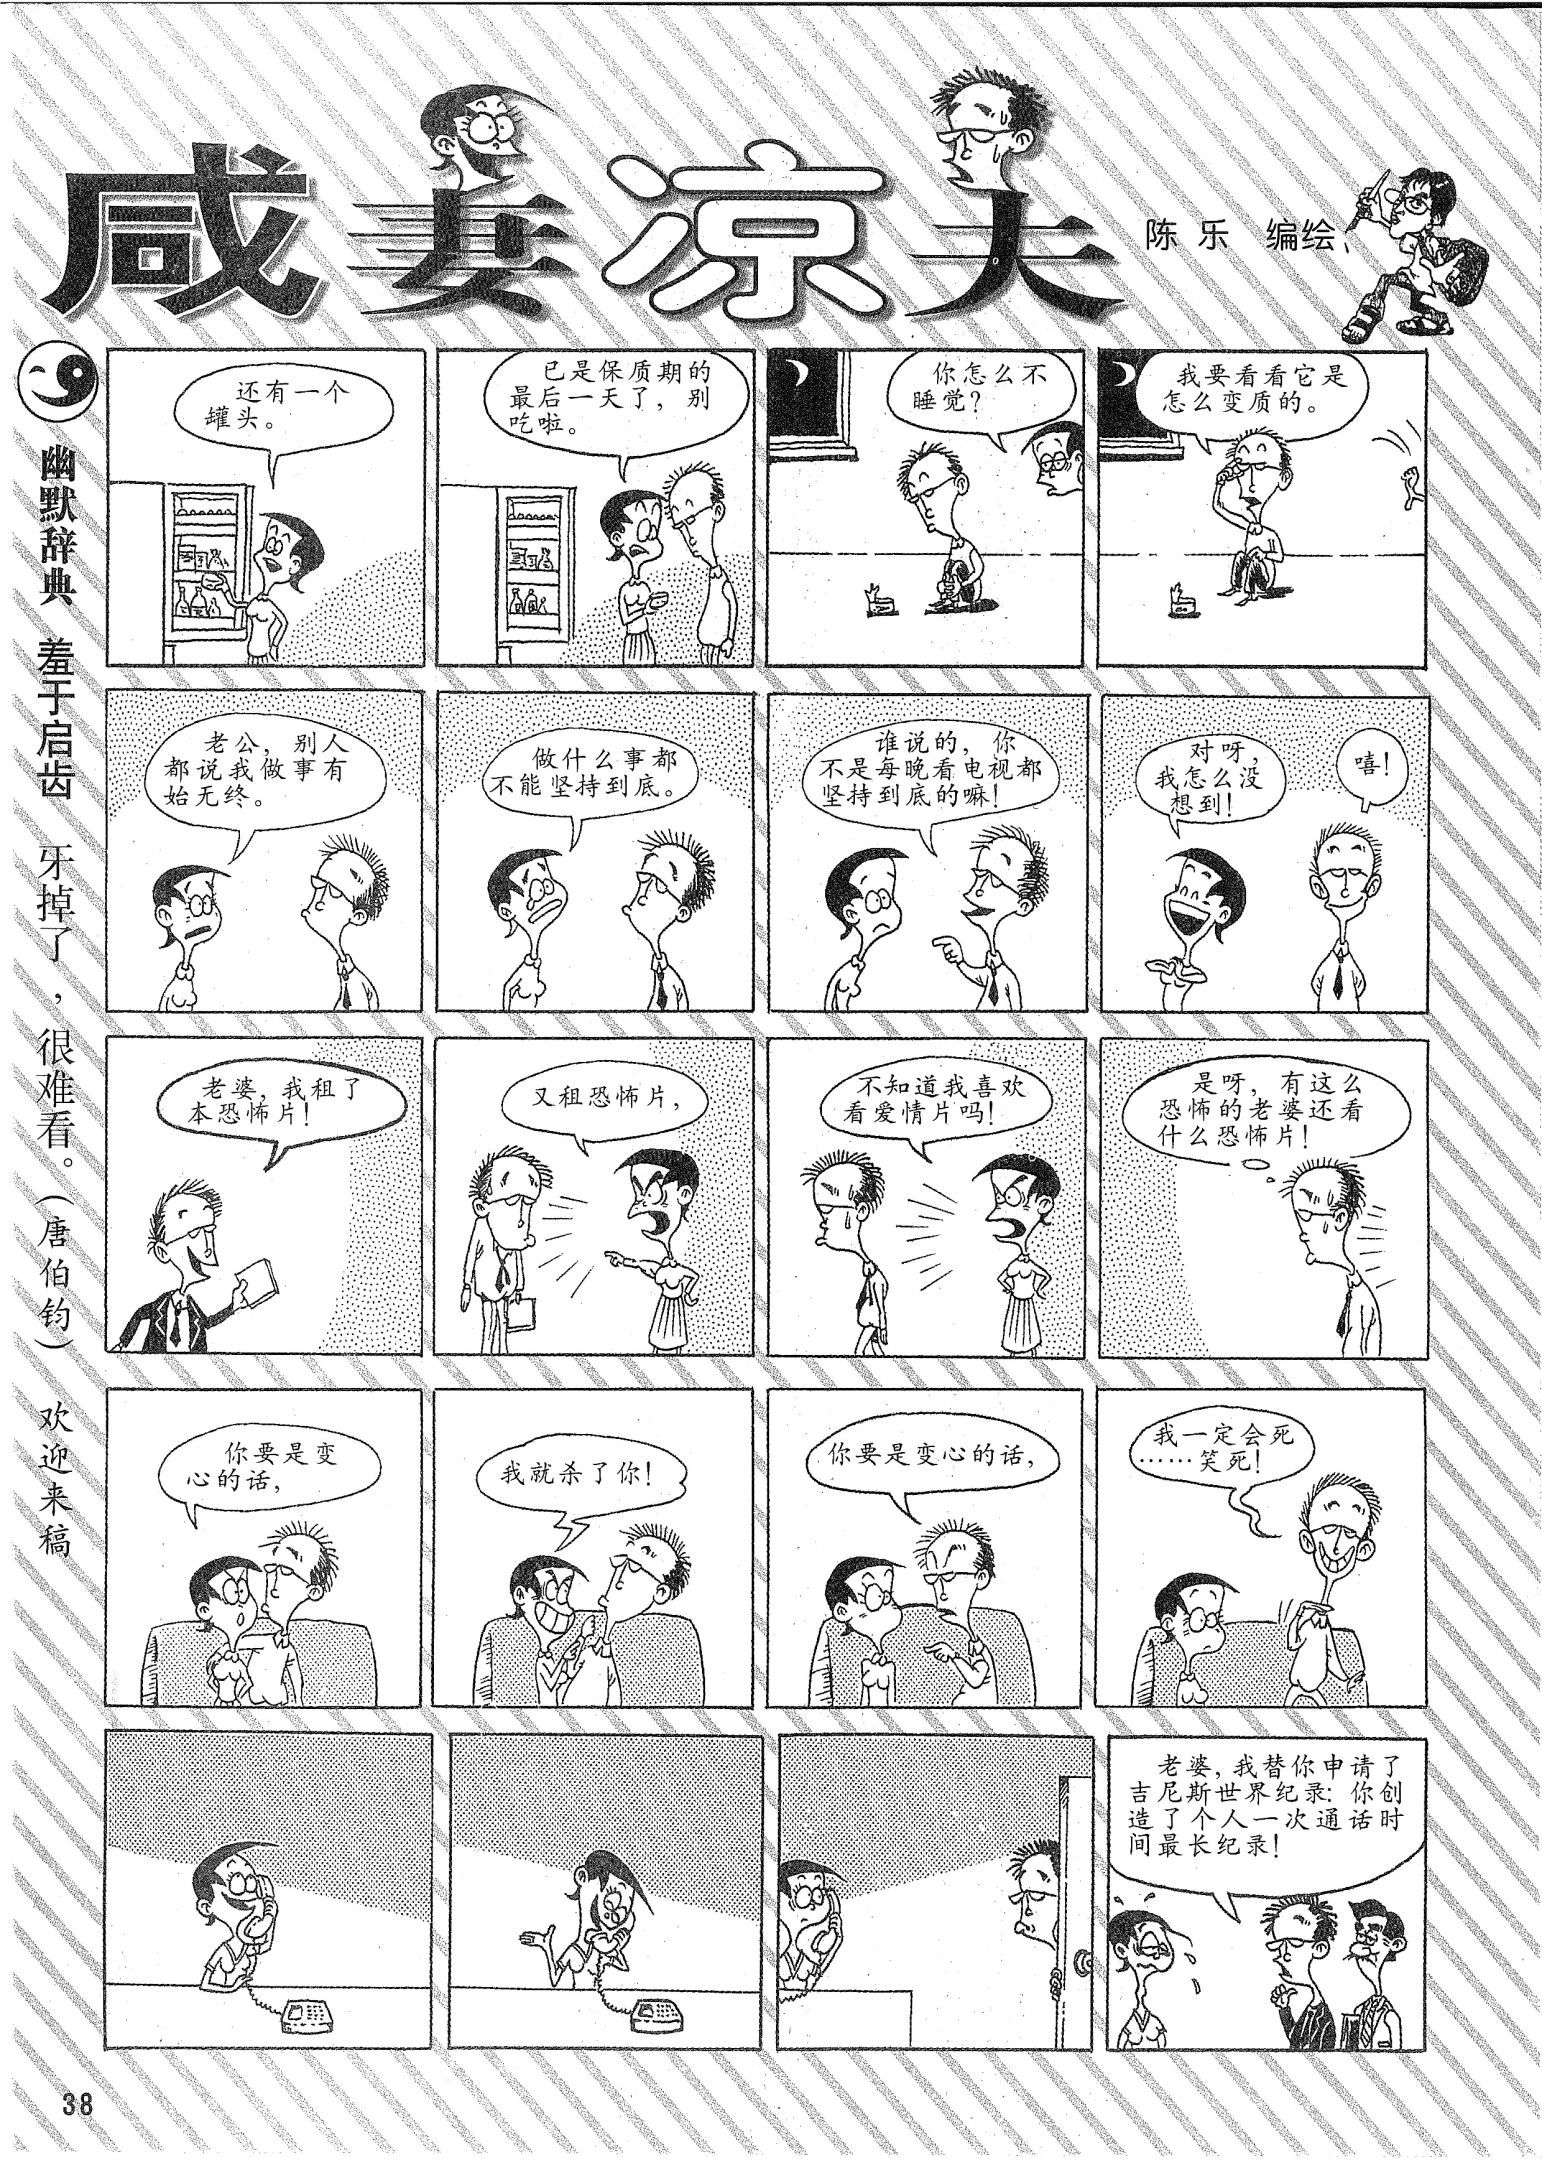 咸妻凉夫
陈乐 编绘
还有一个
罐头。
已是保质期的
最后一天了，别
吃啦。
你怎么不
睡觉？
我要看看它是
怎么变质的。
老公，别人
都说我做事有
始无终。
做什么事都
不能坚持到底。
谁说的，你
不是每晚看电视都
坚持到底的嘛！
对呀，
我怎么没
想到！
嘻！
老婆，我租了
本恐怖片！
又租恐怖片，
不知道我喜欢
看爱情片吗！
是呀，有这么
恐怖的老婆还看
什么恐怖片！
你要是变
心的话，
我就杀了你！
你要是变心的话，
我一定会死
……笑死！
老婆，我替你申请了
吉尼斯世界纪录：你创
造了个人一次通话时
间最长纪录！
幽默辞典 羞于启齿 牙掉了，很难看。（唐伯钧） 欢迎来稿
38